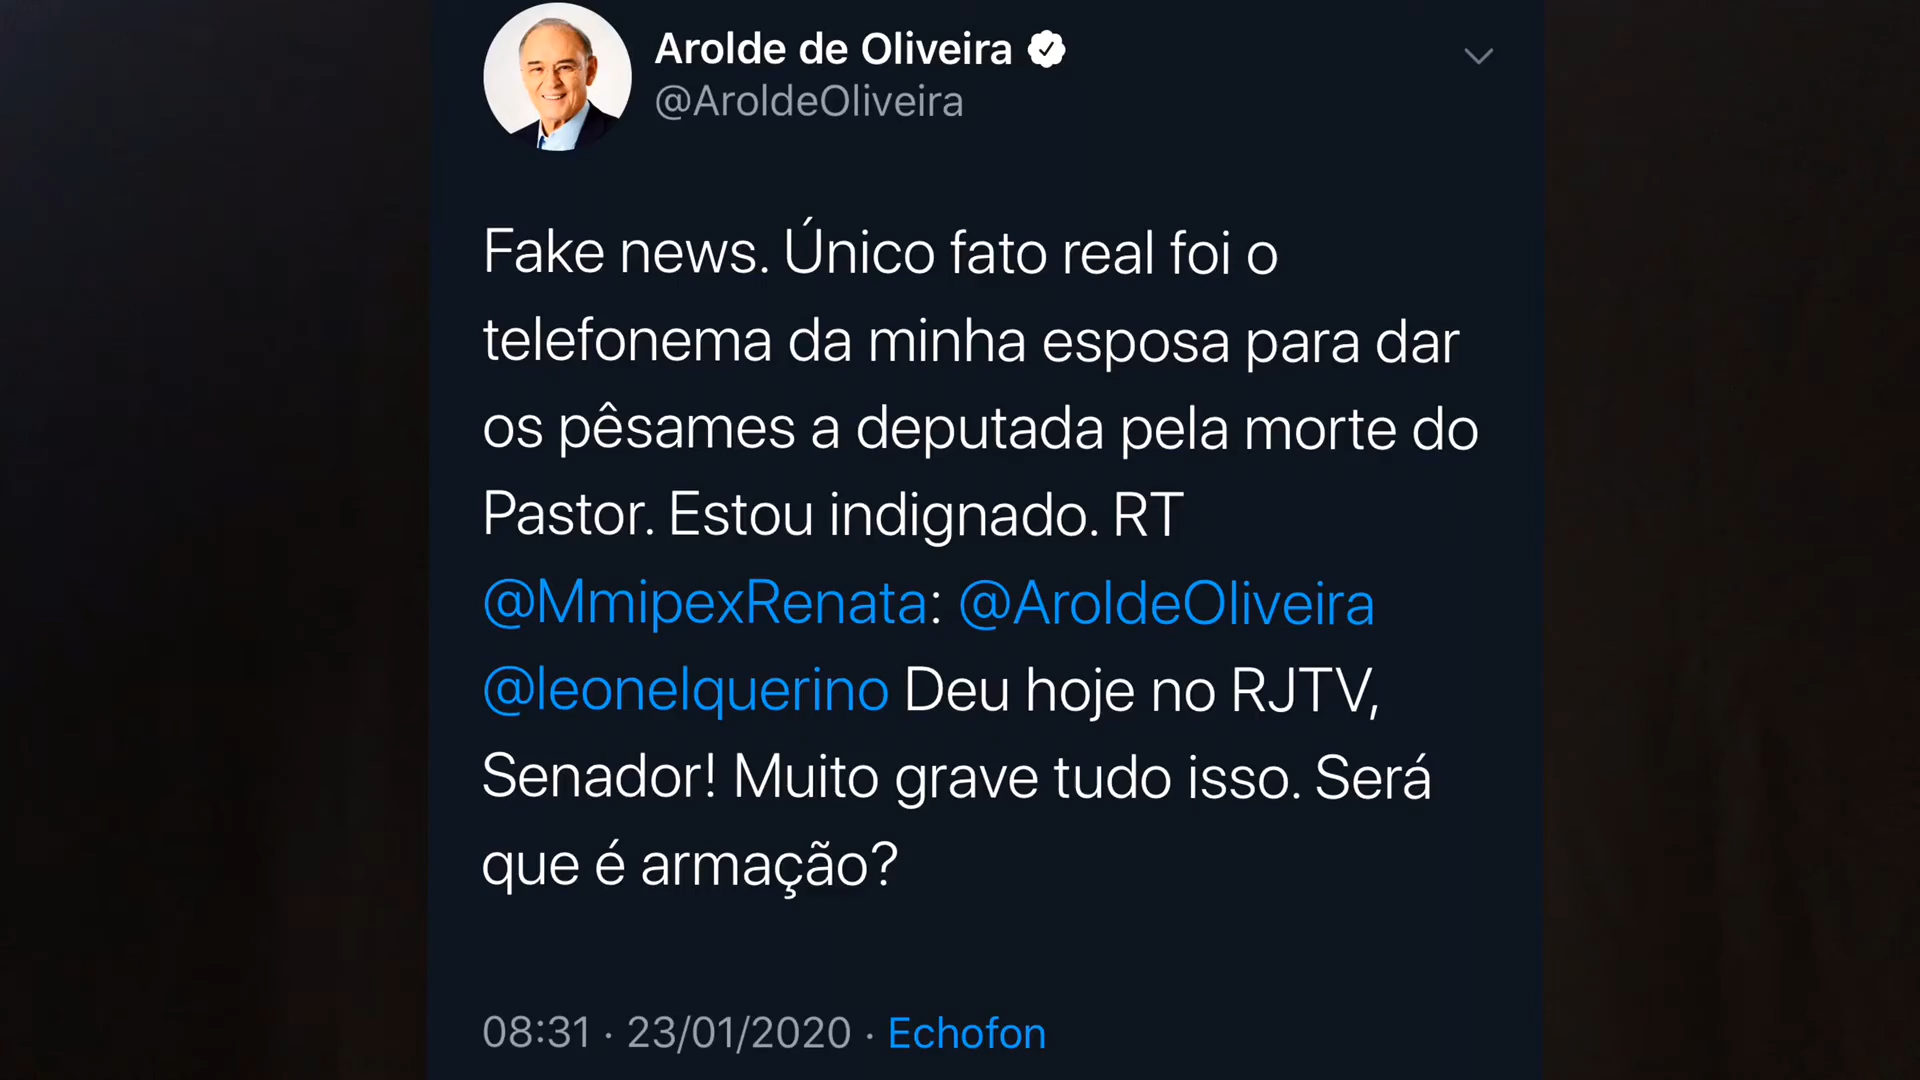 Arolde de Oliveira
@AroldeOliveira
Fake news. Único fato real foi o
telefonema da minha esposa para dar
os pêsames a deputada pela morte do
Pastor. Estou indignado. RT
@MmipexRenata: @AroldeOliveira
@leonelquerino Deu hoje no RJTV,
Senador! Muito grave tudo isso. Será
que é armação?
08:31 · 23/01/2020 · Echofon